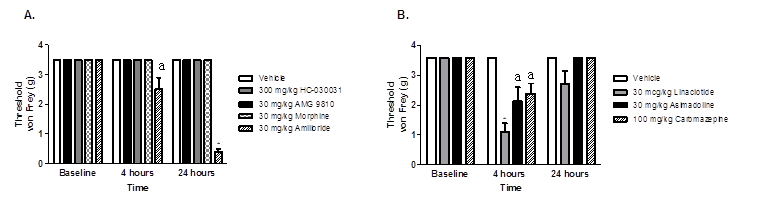 A.
4
3
2
1
0
Threshold
von Frey (g)
a
-
Baseline
4 hours
24 hours
Time
Vehicle
300 mg/kg HC-030031
30 mg/kg AMG 9810
30 mg/kg Morphine
30 mg/kg Amiliride
B.
4
3
2
1
0
Threshold
von Frey (g)
-
a
a
Baseline
4 hours
24 hours
Time
Vehicle
30 mcg/kg Linaclotide
30 mg/kg Asimadoline
100 mg/kg Carbmazepine